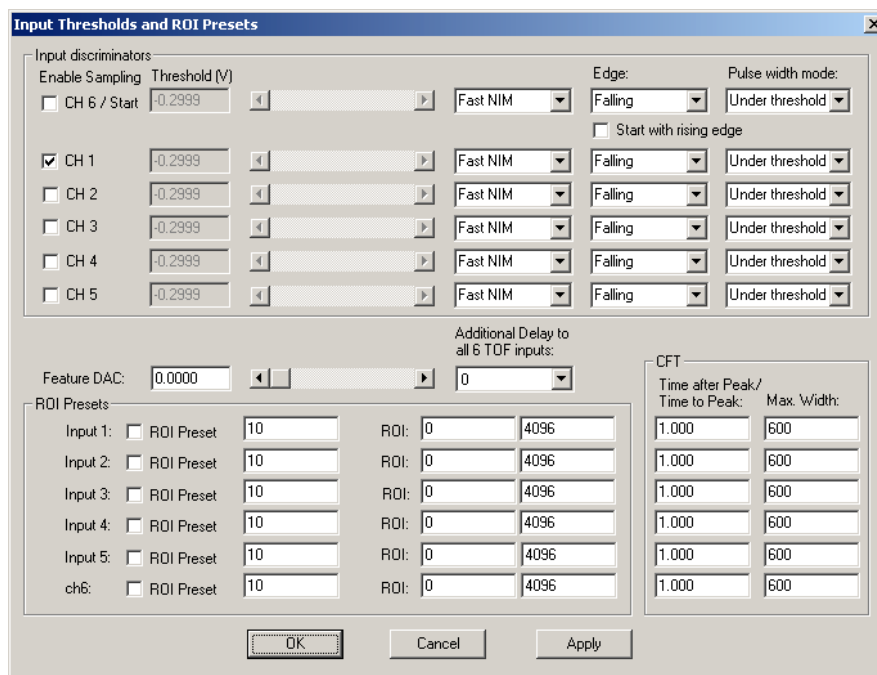 Input Thresholds and ROI Presets
Input discriminators
Enable Sampling Threshold (V) Edge: Pulse width mode:
CH 6 / Start -0.2999 Fast NIM Falling Under threshold
Start with rising edge
CH 1 -0.2999 Fast NIM Falling Under threshold
CH 2 -0.2999 Fast NIM Falling Under threshold
CH 3 -0.2999 Fast NIM Falling Under threshold
CH 4 -0.2999 Fast NIM Falling Under threshold
CH 5 -0.2999 Fast NIM Falling Under threshold
Additional Delay to
all 6 TOF inputs:
Feature DAC: 0.0000 0
CFT
Time after Peak/
Time to Peak: Max. Width:
ROI Presets
Input 1: ROI Preset 10 ROI: 0 4096 1.000 600
Input 2: ROI Preset 10 ROI: 0 4096 1.000 600
Input 3: ROI Preset 10 ROI: 0 4096 1.000 600
Input 4: ROI Preset 10 ROI: 0 4096 1.000 600
Input 5: ROI Preset 10 ROI: 0 4096 1.000 600
ch6: ROI Preset 10 ROI: 0 4096 1.000 600
OK Cancel Apply